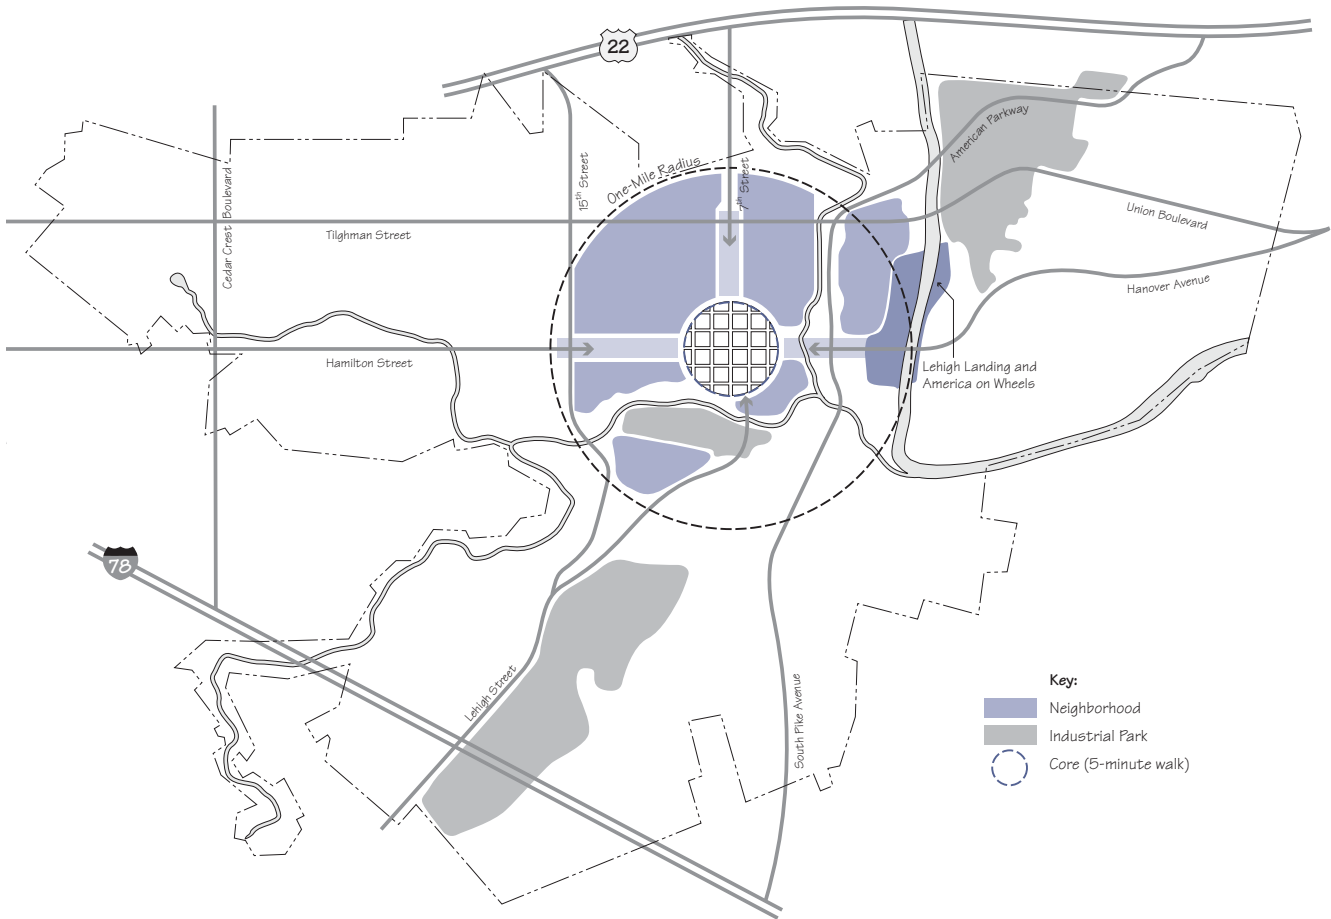 22
American Parkway
One-Mile Radius
15th Street
7th Street
Cedar Crest Boulevard
Union Boulevard
Tilghman Street
Hanover Avenue
Hamilton Street
Lehigh Landing and
America on Wheels
78
Lehigh Street
South Pike Avenue
Key:
Neighborhood
Industrial Park
Core (5-minute walk)